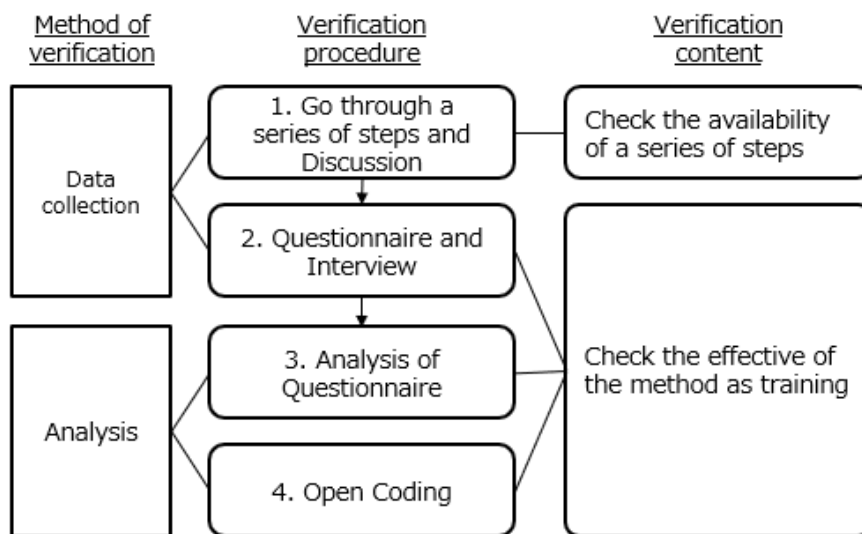 Method of
verification
Verification
procedure
Verification
content
Data
collection
1. Go through a
series of steps and
Discussion
Check the availability
of a series of steps
2. Questionnaire and
Interview
Analysis
3. Analysis of
Questionnaire
4. Open Coding
Check the effective of
the method as training